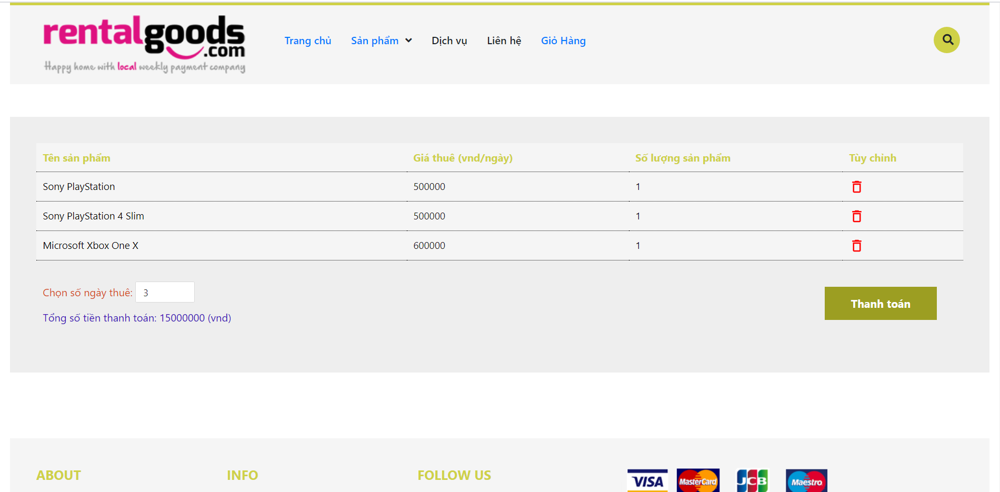 rentalgoods
.com
Happy home with local weekly payment company
Trang chủ Sản phẩm Dịch vụ Liên hệ Giỏ Hàng
Tên sản phẩm Giá thuê (vnd/ngày) Số lượng sản phẩm Tùy chỉnh
Sony PlayStation 500000 1
Sony PlayStation 4 Slim 500000 1
Microsoft Xbox One X 600000 1
Chọn số ngày thuê: 3
Thanh toán
Tổng số tiền thanh toán: 15000000 (vnd)
ABOUT INFO FOLLOW US
VISA MasterCard JCB Maestro